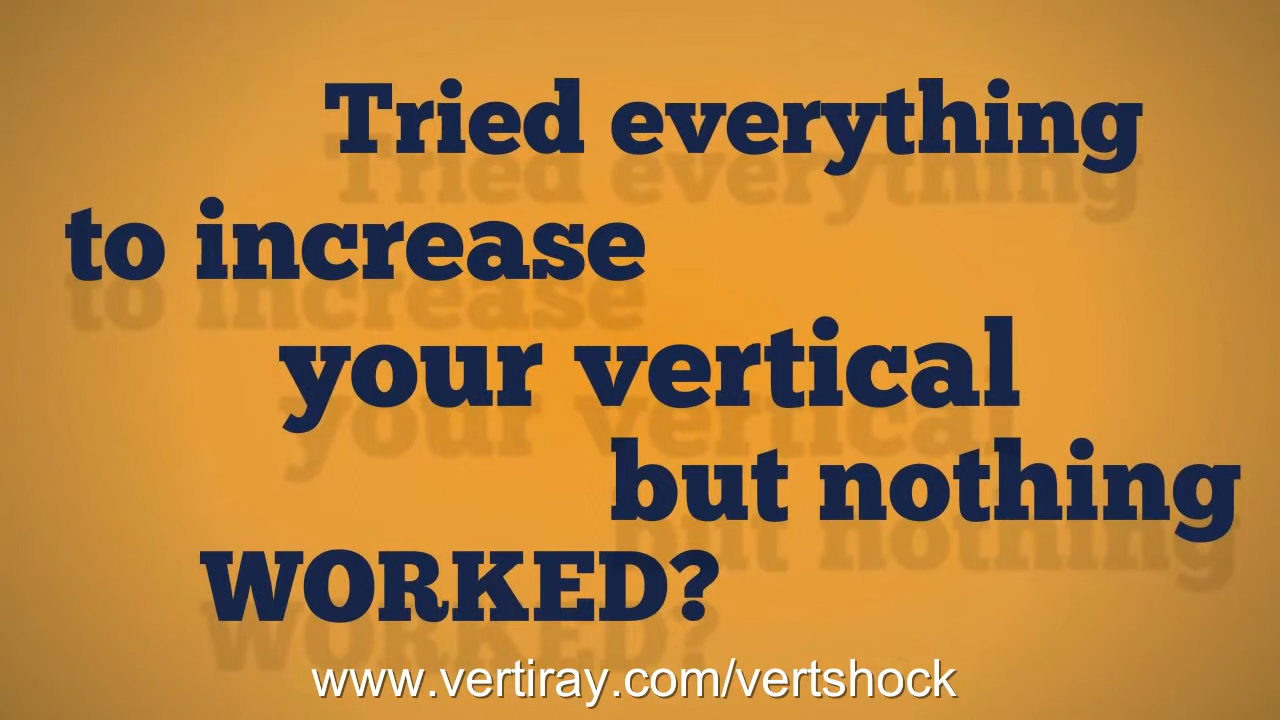 Tried everything
to increase
your vertical
but nothing
WORKED?
www.vertiray.com/vertshock